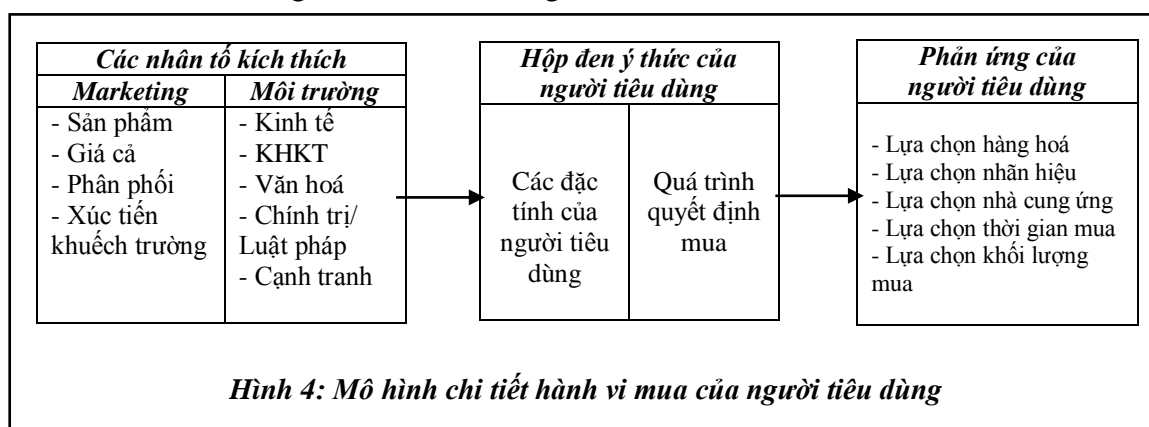 Các nhân tố kích thích
Marketing
- Sản phẩm
- Giá cả
- Phân phối
- Xúc tiến
khuếch trường
Môi trường
- Kinh tế
- KHKT
- Văn hoá
- Chính trị/
Luật pháp
- Cạnh tranh
Hộp đen ý thức của
người tiêu dùng
Các đặc
tính của
người tiêu
dùng
Quá trình
quyết định
mua
Phản ứng của
người tiêu dùng
- Lựa chọn hàng hoá
- Lựa chọn nhãn hiệu
- Lựa chọn nhà cung ứng
- Lựa chọn thời gian mua
- Lựa chọn khối lượng
mua
Hình 4: Mô hình chi tiết hành vi mua của người tiêu dùng